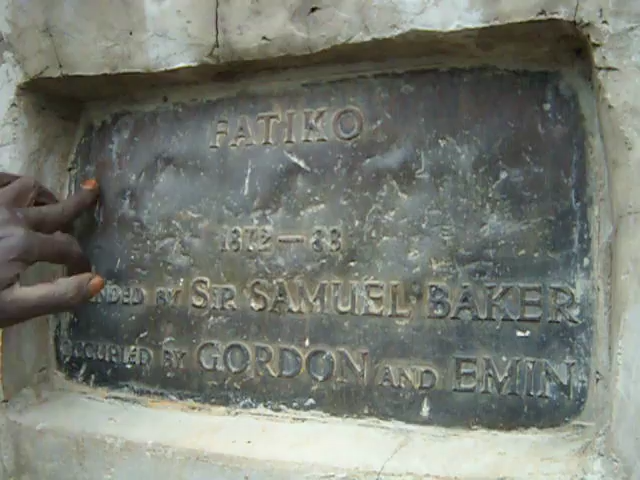 FATIKO
1872 — 88
NDED BY SIR SAMUEL BAKER
OCCUPIED BY GORDON AND EMIN